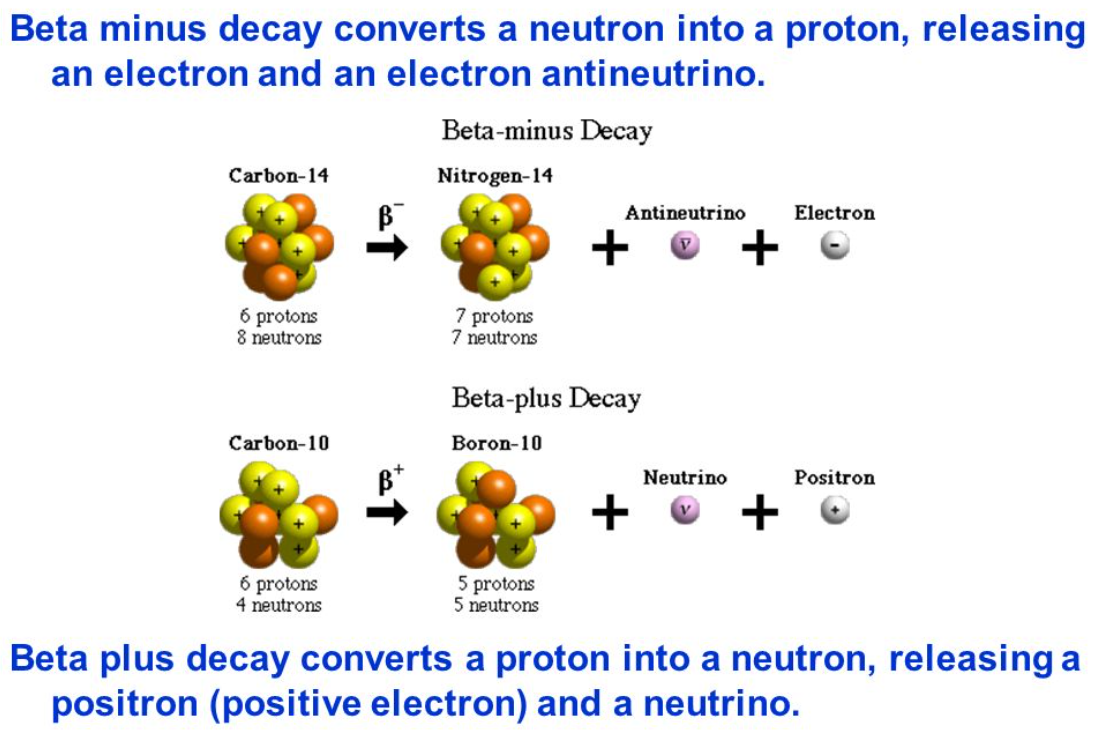 Beta minus decay converts a neutron into a proton, releasing
an electron and an electron antineutrino.
Beta-minus Decay
Carbon-14
β⁻
Nitrogen-14
+
Antineutrino
ν̅
+
Electron
-
6 protons
8 neutrons
7 protons
7 neutrons
Beta-plus Decay
Carbon-10
β⁺
Boron-10
+
Neutrino
ν
+
Positron
+
6 protons
4 neutrons
5 protons
5 neutrons
Beta plus decay converts a proton into a neutron, releasing a
positron (positive electron) and a neutrino.